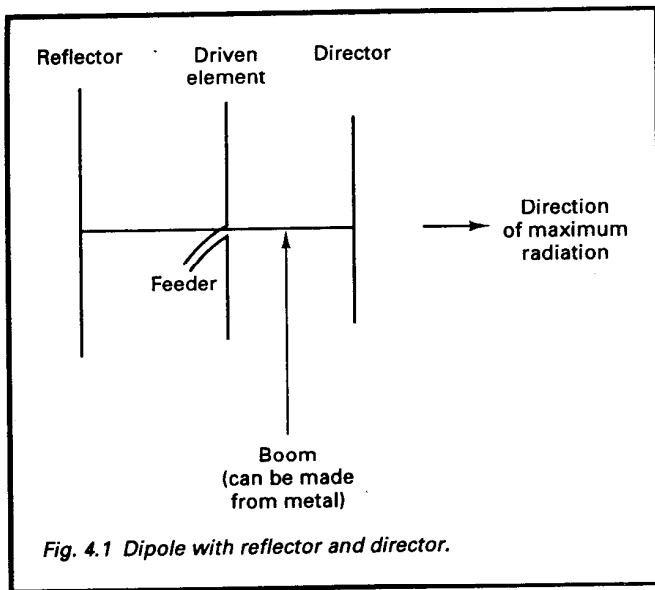 Reflector
Driven
element
Director
Direction
of maximum
radiation
Feeder
Boom
(can be made
from metal)
Fig. 4.1 Dipole with reflector and director.